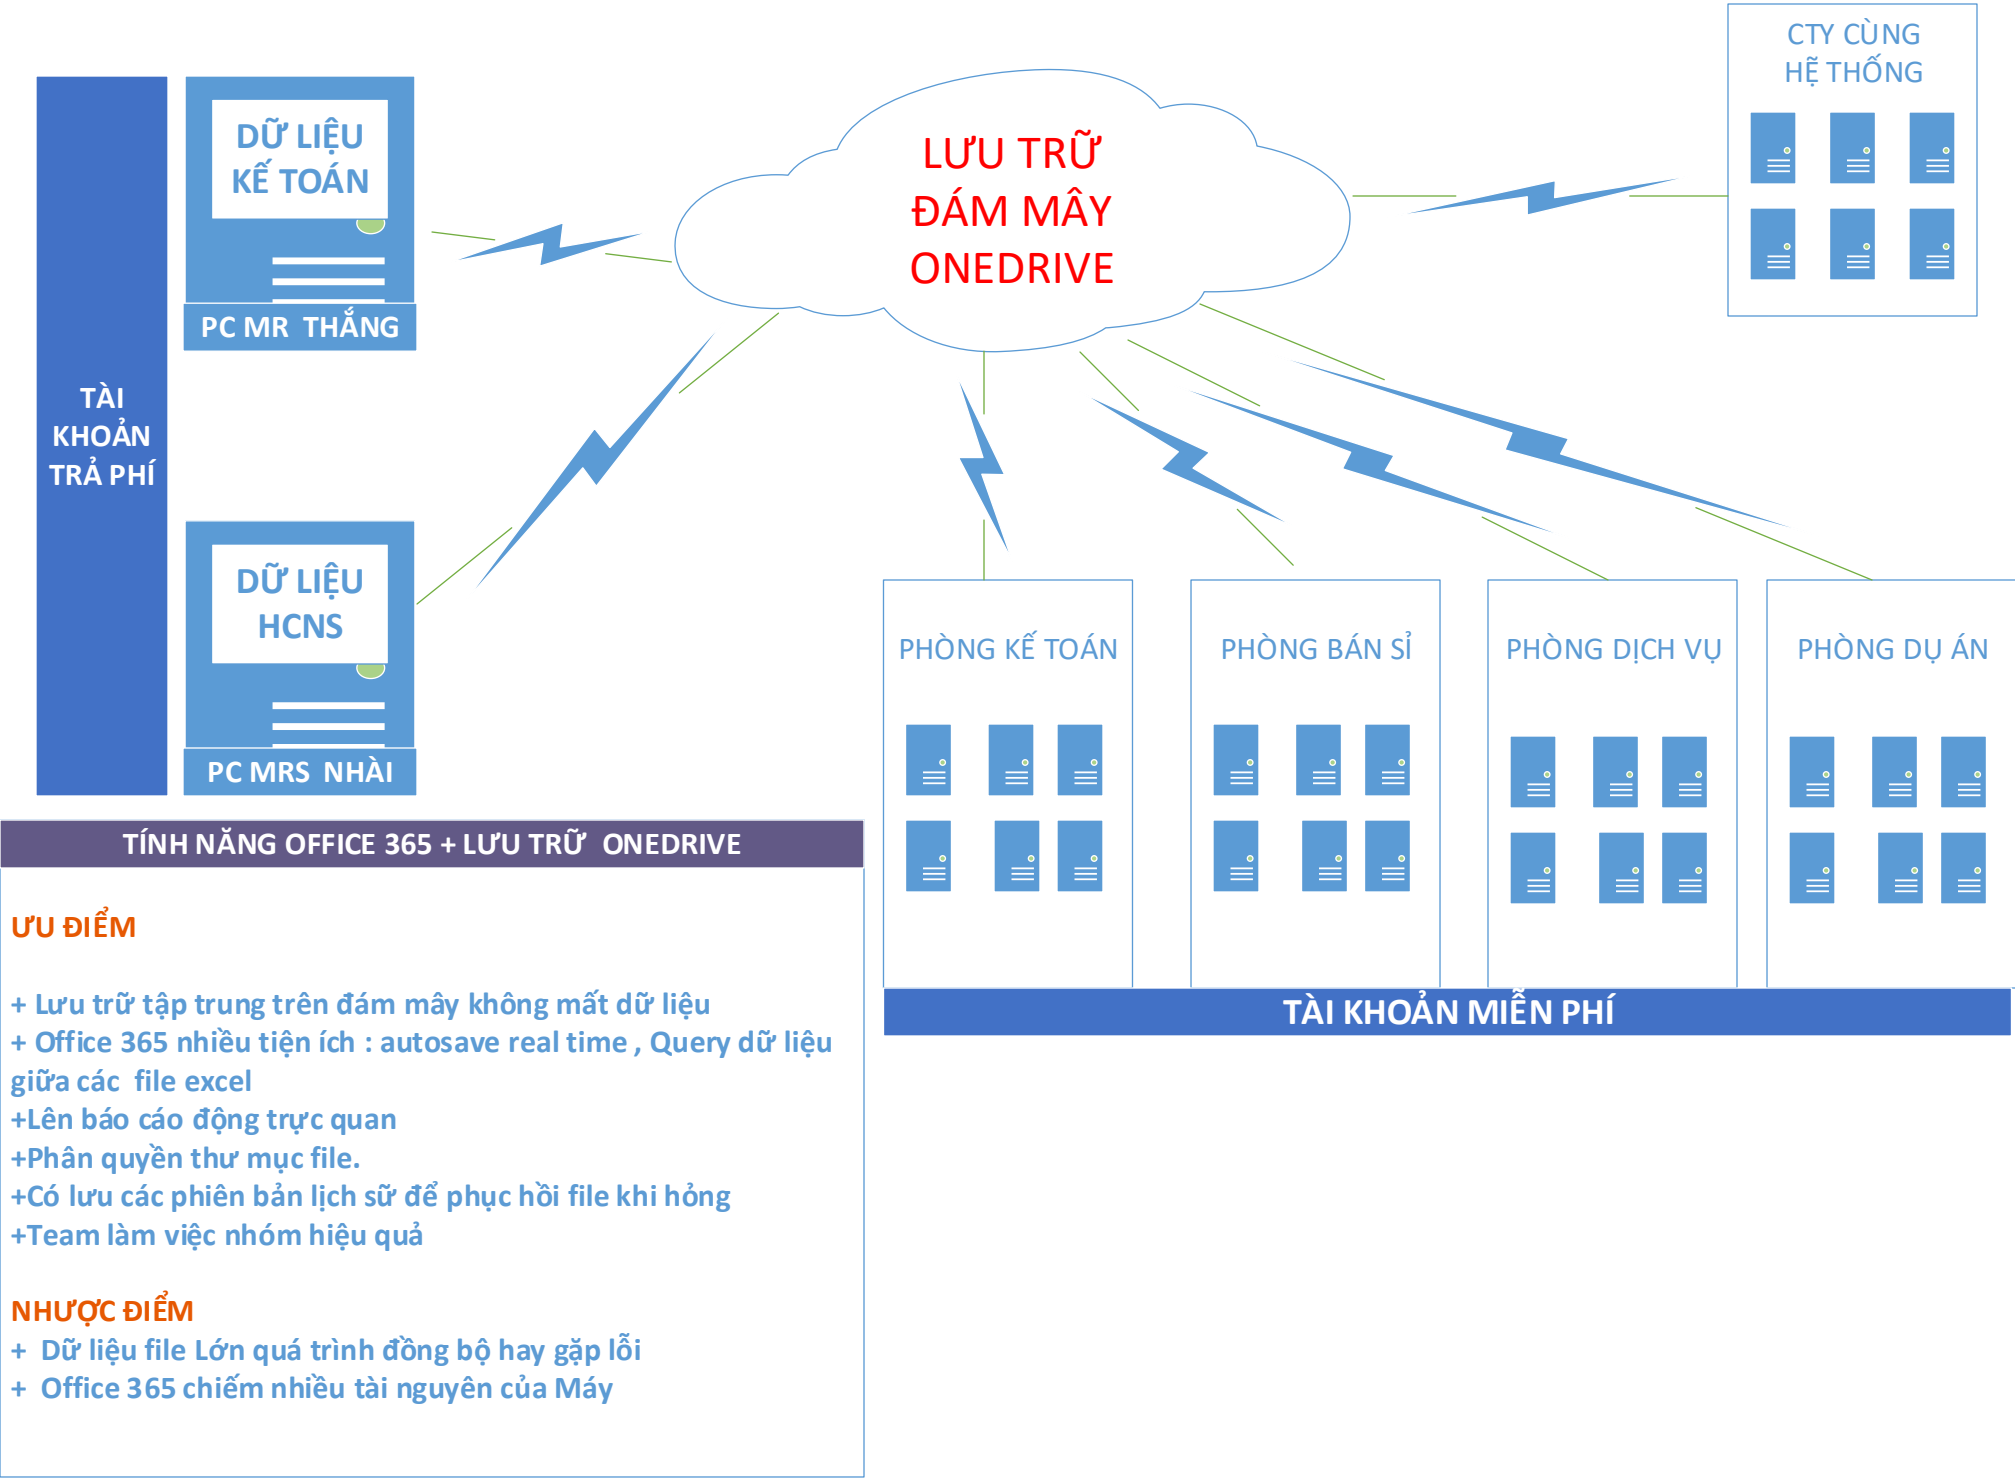 CTY CÙNG
HỆ THỐNG
DỮ LIỆU
KẾ TOÁN
PC MR THẮNG
LƯU TRỮ
ĐÁM MÂY
ONEDRIVE
TÀI
KHOẢN
TRẢ PHÍ
DỮ LIỆU
HCNS
PC MRS NHÀI
PHÒNG KẾ TOÁN
PHÒNG BÁN SỈ
PHÒNG DỊCH VỤ
PHÒNG DỤ ÁN
TÀI KHOẢN MIỄN PHÍ
TÍNH NĂNG OFFICE 365 + LƯU TRỮ ONEDRIVE
ƯU ĐIỂM
+ Lưu trữ tập trung trên đám mây không mất dữ liệu
+ Office 365 nhiều tiện ích : autosave real time , Query dữ liệu
giữa các file excel
+Lên báo cáo động trực quan
+Phân quyền thư mục file.
+Có lưu các phiên bản lịch sữ để phục hồi file khi hỏng
+Team làm việc nhóm hiệu quả
NHƯỢC ĐIỂM
+ Dữ liệu file Lớn quá trình đồng bộ hay gặp lỗi
+ Office 365 chiếm nhiều tài nguyên của Máy